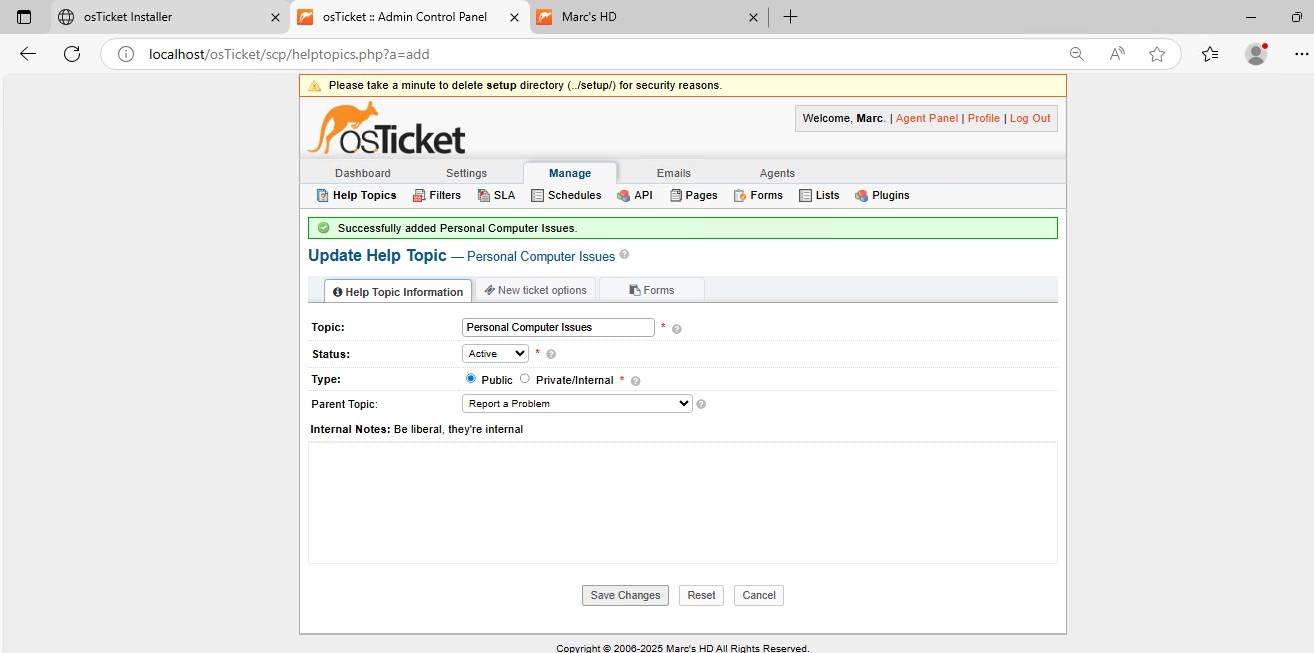 osTicket Installer
osTicket :: Admin Control Panel
Marc's HD
localhost/osTicket/scp/helptopics.php?a=add
Please take a minute to delete setup directory (../setup/) for security reasons.
osTicket
Welcome, Marc. | Agent Panel | Profile | Log Out
Dashboard Settings Manage Emails Agents
Help Topics Filters SLA Schedules API Pages Forms Lists Plugins
Successfully added Personal Computer Issues.
Update Help Topic — Personal Computer Issues
Help Topic Information New ticket options Forms
Topic: Personal Computer Issues *
Status: Active *
Type: Public Private/Internal *
Parent Topic: Report a Problem
Internal Notes: Be liberal, they're internal
Save Changes Reset Cancel
Copyright © 2006-2025 Marc's HD All Rights Reserved.